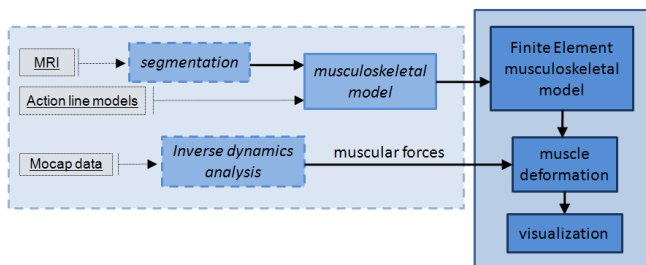 MRI
segmentation
Action line models
musculoskeletal
model
Finite Element
musculoskeletal
model
Mocap data
Inverse dynamics
analysis
muscular forces
muscle
deformation
visualization